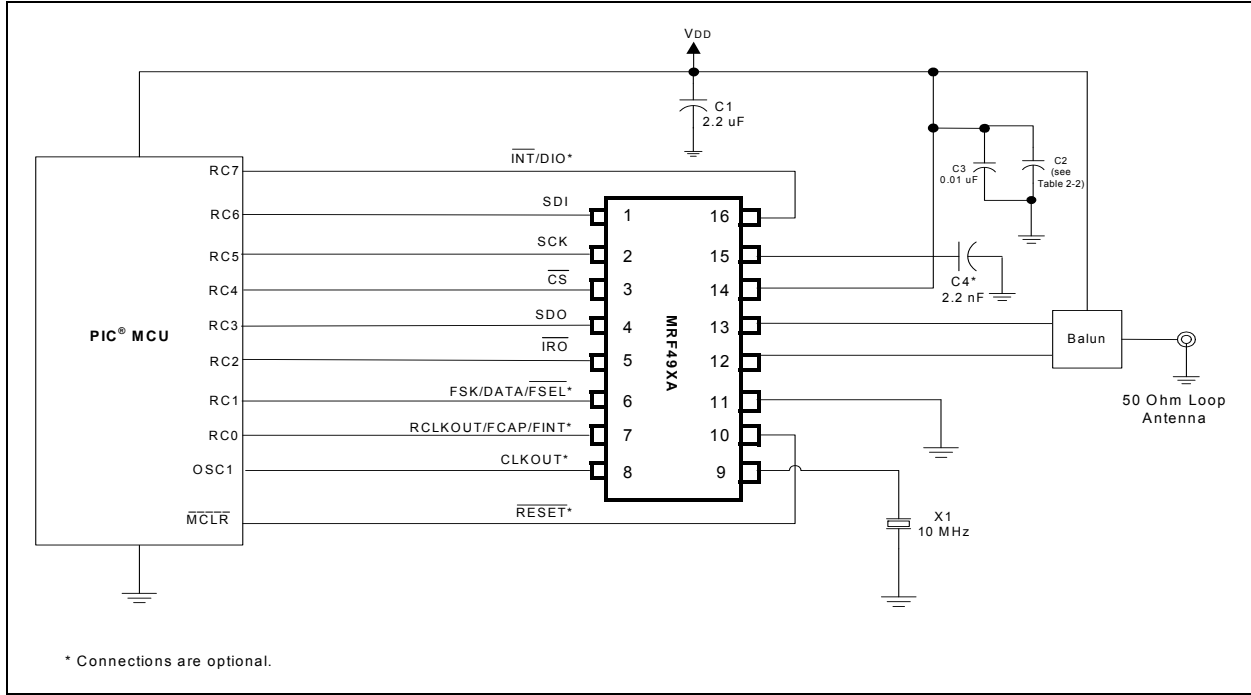 VDD
C1
2.2 uF
C3
0.01 uF
C2
(see
Table 2-2)
RC7
INT/DIO*
RC6
SDI
1
16
RC5
SCK
2
15
RC4
CS
3
14
C4*
2.2 nF
PIC® MCU
RC3
SDO
4
MRF49XA
13
Balun
RC2
IRO
5
12
RC1
FSK/DATA/FSEL*
6
11
50 Ohm Loop
Antenna
RC0
RCLKOUT/FCAP/FINT*
7
10
OSC1
CLKOUT*
8
9
MCLR
RESET*
X1
10 MHz
* Connections are optional.